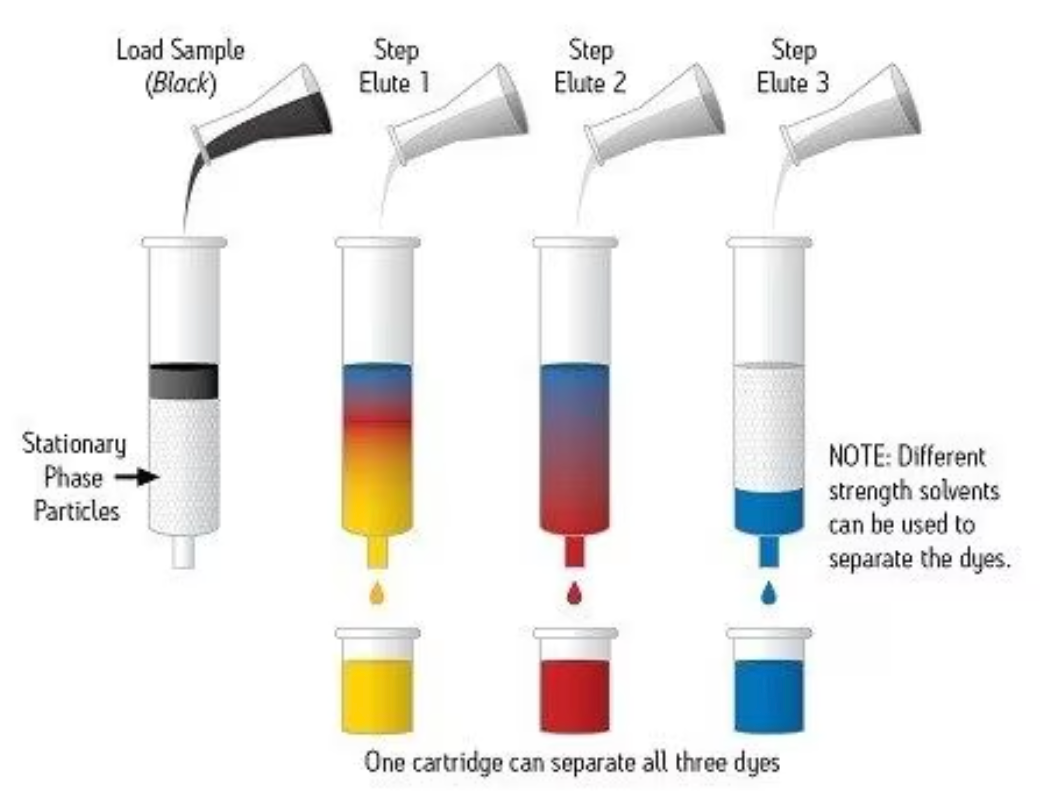 Load Sample
(Black)
Step
Elute 1
Step
Elute 2
Step
Elute 3
Stationary
Phase
Particles
NOTE: Different
strength solvents
can be used to
separate the dyes.
One cartridge can separate all three dyes